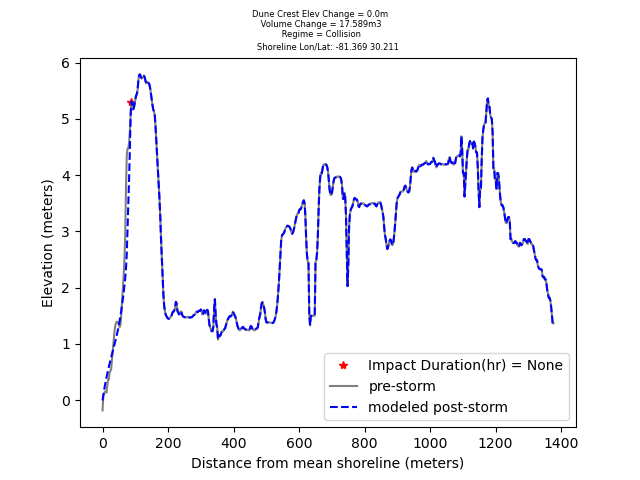 Dune Crest Elev Change = 0.0m
Volume Change = 17.589m3
Regime = Collision
Shoreline Lon/Lat: -81.369 30.211
6
5
4
3
2
1
0
Elevation (meters)
Impact Duration(hr) = None
pre-storm
modeled post-storm
0 200 400 600 800 1000 1200 1400
Distance from mean shoreline (meters)